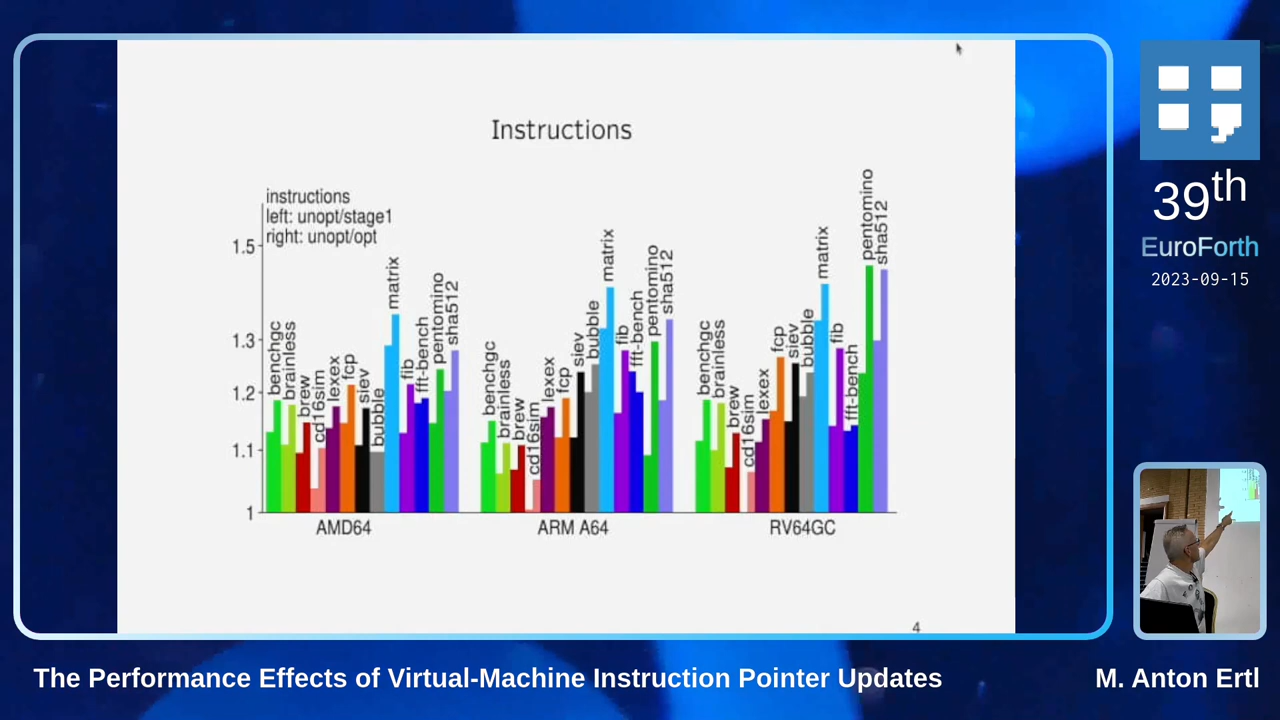 Instructions
instructions
left: unopt/stage1
right: unopt/opt
1.5
1.3
1.2
1.1
1
benchgc
brainless
brew
cd16sim
lexex
fcp
siev
bubble
matrix
fib
fft-bench
pentomino
sha512
AMD64
benchgc
brainless
brew
cd16sim
lexex
fcp
siev
bubble
matrix
fib
fft-bench
pentomino
sha512
ARM A64
benchgc
brainless
brew
cd16sim
lexex
fcp
siev
bubble
matrix
fib
fft-bench
pentomino
sha512
RV64GC
4
39th
EuroForth
2023-09-15
The Performance Effects of Virtual-Machine Instruction Pointer Updates
M. Anton Ertl